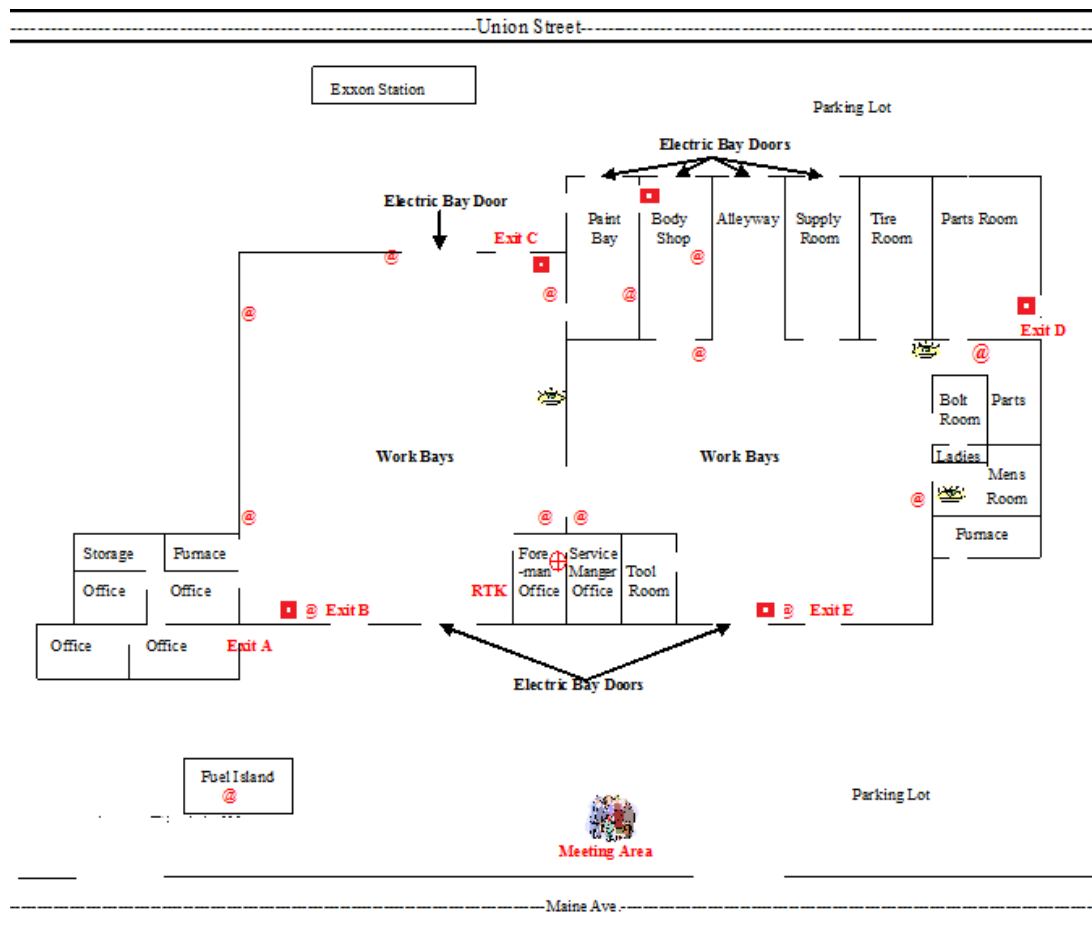 Union Street
Exxon Station
Parking Lot
Electric Bay Doors
Electric Bay Door
Exit C
Paint
Bay
Body
Shop
Alleyway
Supply
Room
Tire
Room
Parts Room
@
@
@
@
@
Exit D
@
@
Bolt
Room
Parts
Work Bays
Work Bays
Ladies
Mens
Room
@
@
@
@
Furnace
Storage
Furnace
Fore
-man
Office
Service
Manger
Office
Tool
Room
RTK
Office
Office
@ Exit B
@ Exit E
Office
Office
Exit A
Electric Bay Doors
Fuel Island
@
Parking Lot
Meeting Area
Maine Ave.